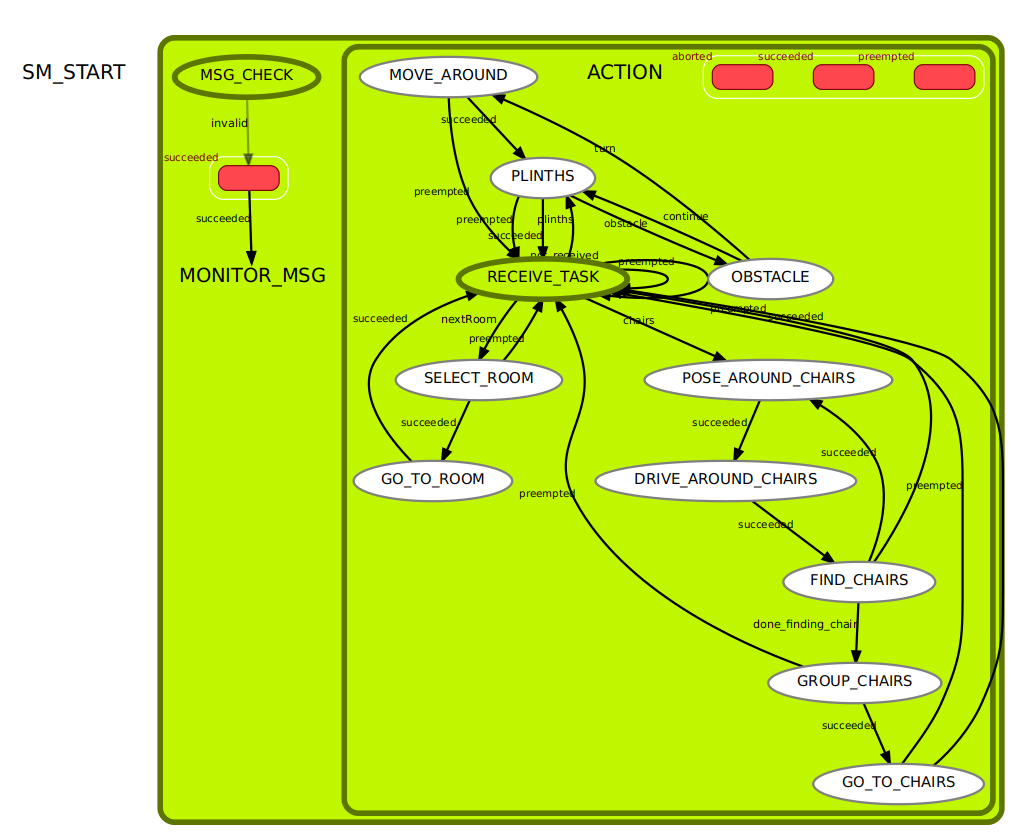 SM_START
MSG_CHECK
MOVE_AROUND
ACTION
aborted
succeeded
preempted
invalid
succeeded
succeeded
turn
succeeded
PLINTHS
preempted
preempted
plinths
succeeded
obstacle
continue
received
preempted
MONITOR_MSG
RECEIVE_TASK
OBSTACLE
succeeded
nextRoom
preempted
chairs
preempted
succeeded
SELECT_ROOM
POSE_AROUND_CHAIRS
succeeded
succeeded
succeeded
GO_TO_ROOM
DRIVE_AROUND_CHAIRS
preempted
preempted
succeeded
FIND_CHAIRS
done_finding_chair
GROUP_CHAIRS
succeeded
GO_TO_CHAIRS